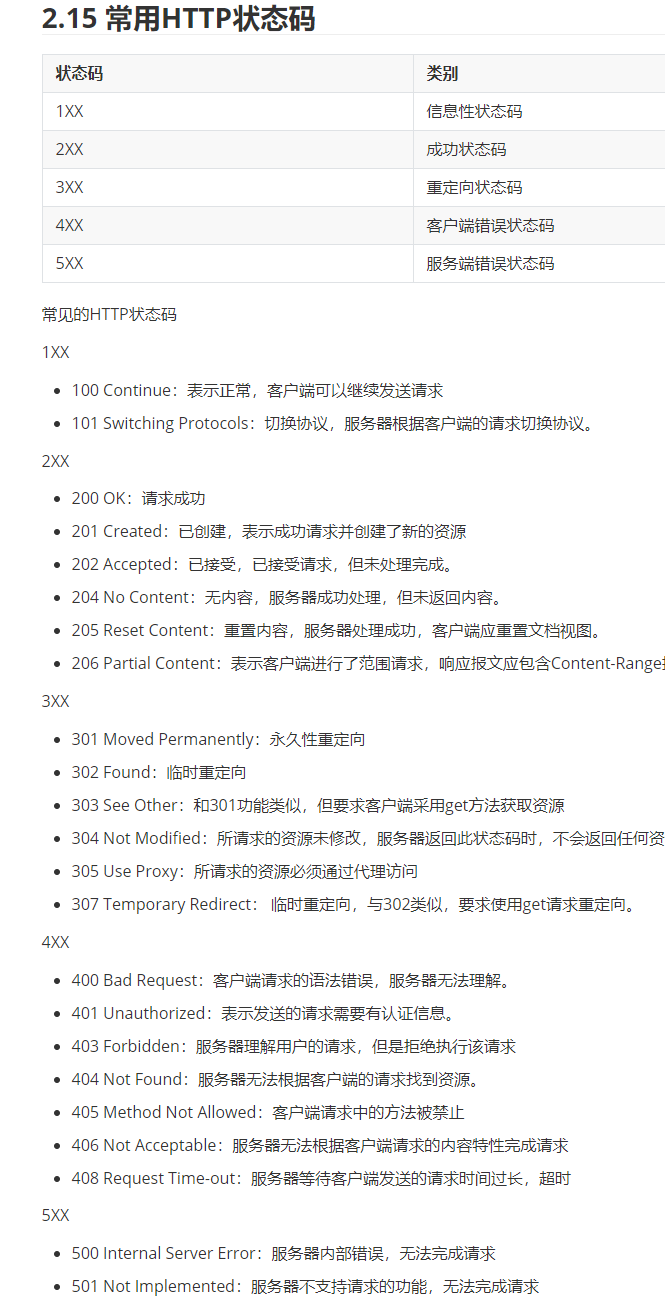 2.15 常用HTTP状态码
状态码 类别
1XX 信息性状态码
2XX 成功状态码
3XX 重定向状态码
4XX 客户端错误状态码
5XX 服务端错误状态码
常见的HTTP状态码
1XX
• 100 Continue：表示正常，客户端可以继续发送请求
• 101 Switching Protocols：切换协议，服务器根据客户端的请求切换协议。
2XX
• 200 OK：请求成功
• 201 Created：已创建，表示成功请求并创建了新的资源
• 202 Accepted：已接受，已接受请求，但未处理完成。
• 204 No Content：无内容，服务器成功处理，但未返回内容。
• 205 Reset Content：重置内容，服务器处理成功，客户端应重置文档视图。
• 206 Partial Content：表示客户端进行了范围请求，响应报文应包含Content-Range
3XX
• 301 Moved Permanently：永久性重定向
• 302 Found：临时重定向
• 303 See Other：和301功能类似，但要求客户端采用get方法获取资源
• 304 Not Modified：所请求的资源未修改，服务器返回此状态码时，不会返回任何资
• 305 Use Proxy：所请求的资源必须通过代理访问
• 307 Temporary Redirect： 临时重定向，与302类似，要求使用get请求重定向。
4XX
• 400 Bad Request：客户端请求的语法错误，服务器无法理解。
• 401 Unauthorized：表示发送的请求需要有认证信息。
• 403 Forbidden：服务器理解用户的请求，但是拒绝执行该请求
• 404 Not Found：服务器无法根据客户端的请求找到资源。
• 405 Method Not Allowed：客户端请求中的方法被禁止
• 406 Not Acceptable：服务器无法根据客户端请求的内容特性完成请求
• 408 Request Time-out：服务器等待客户端发送的请求时间过长，超时
5XX
• 500 Internal Server Error：服务器内部错误，无法完成请求
• 501 Not Implemented：服务器不支持请求的功能，无法完成请求